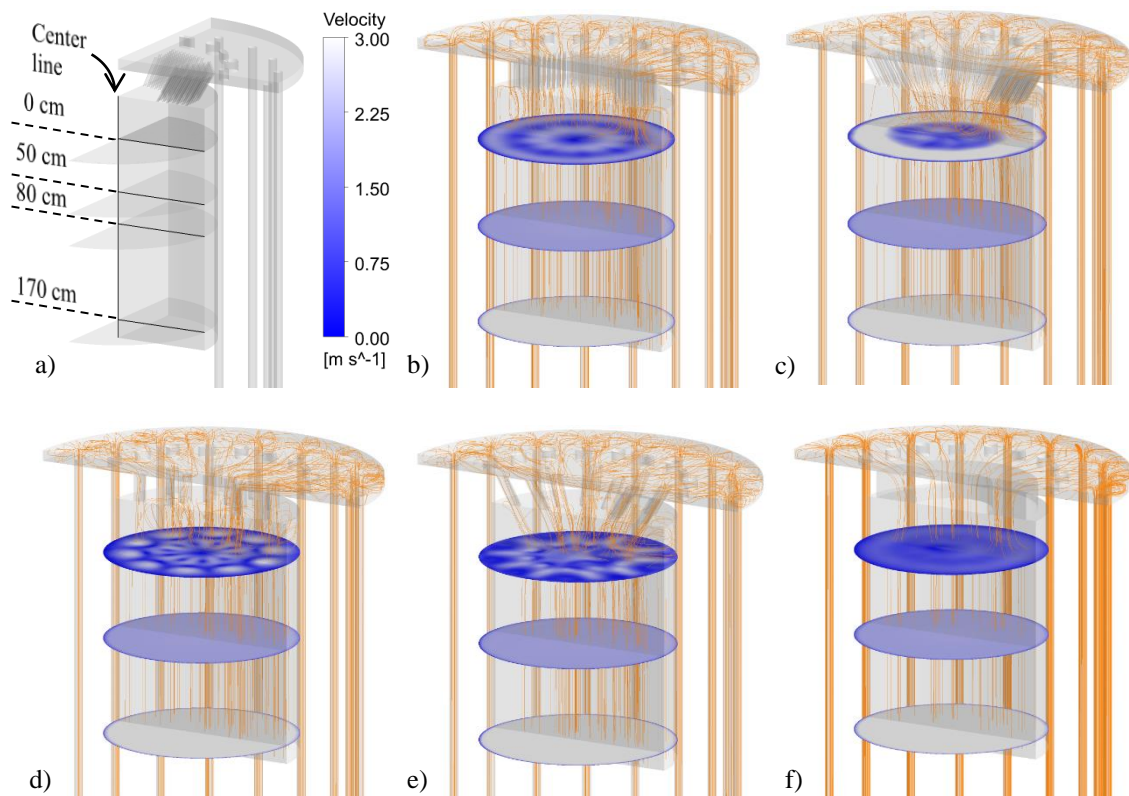 Center
line
0 cm
50 cm
80 cm
170 cm
a)
Velocity
3.00
2.25
1.50
0.75
0.00
[m s^-1]
b)
c)
d)
e)
f)